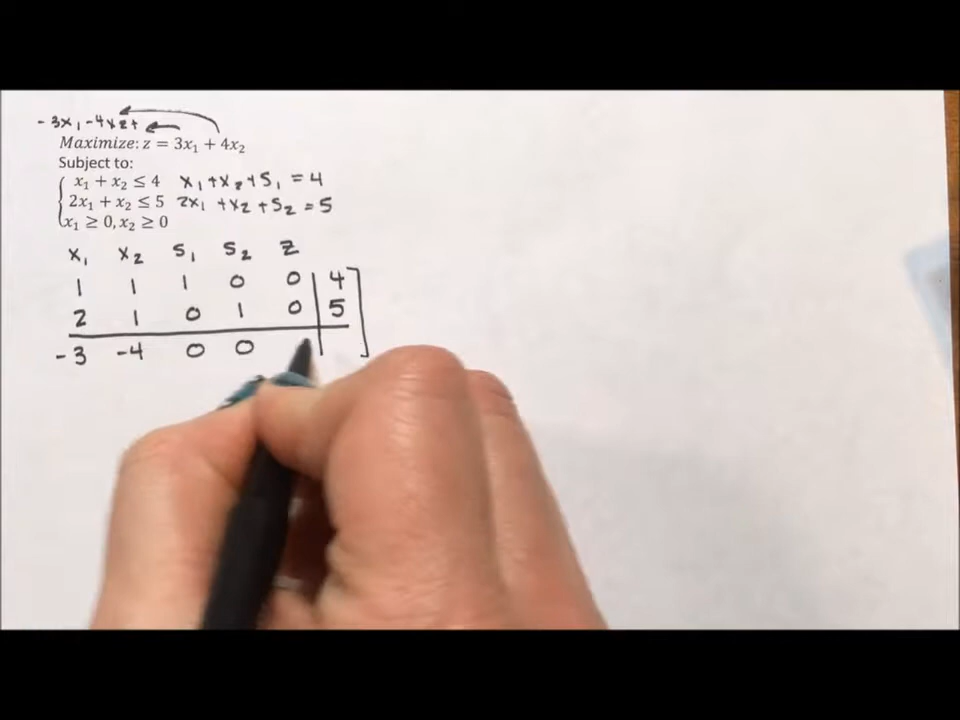 -3x₁-4x₂+
Maximize: z = 3x₁ + 4x₂
Subject to:
x₁ + x₂ ≤ 4 x₁+x₂+S₁ = 4
2x₁ + x₂ ≤ 5 2x₁ +x₂ +S₂ = 5
x₁ ≥ 0, x₂ ≥ 0
x₁ x₂ S₁ S₂ z
1 1 1 0 0 4
2 1 0 1 0 5
-3 -4 0 0